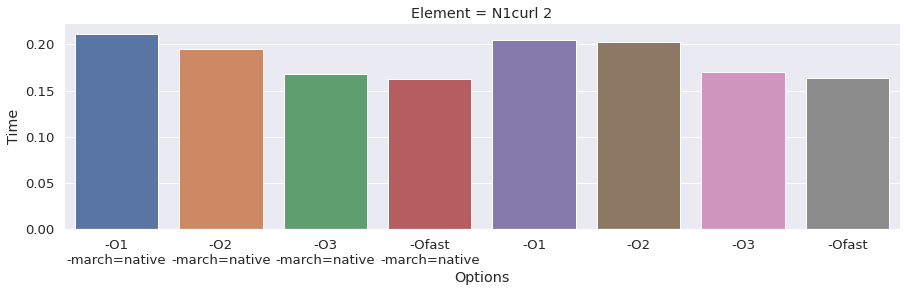 Element = N1curl 2
Time
0.20
0.15
0.10
0.05
0.00
-O1 -O2 -O3 -Ofast -O1 -O2 -O3 -Ofast
-march=native -march=native -march=native -march=native
Options